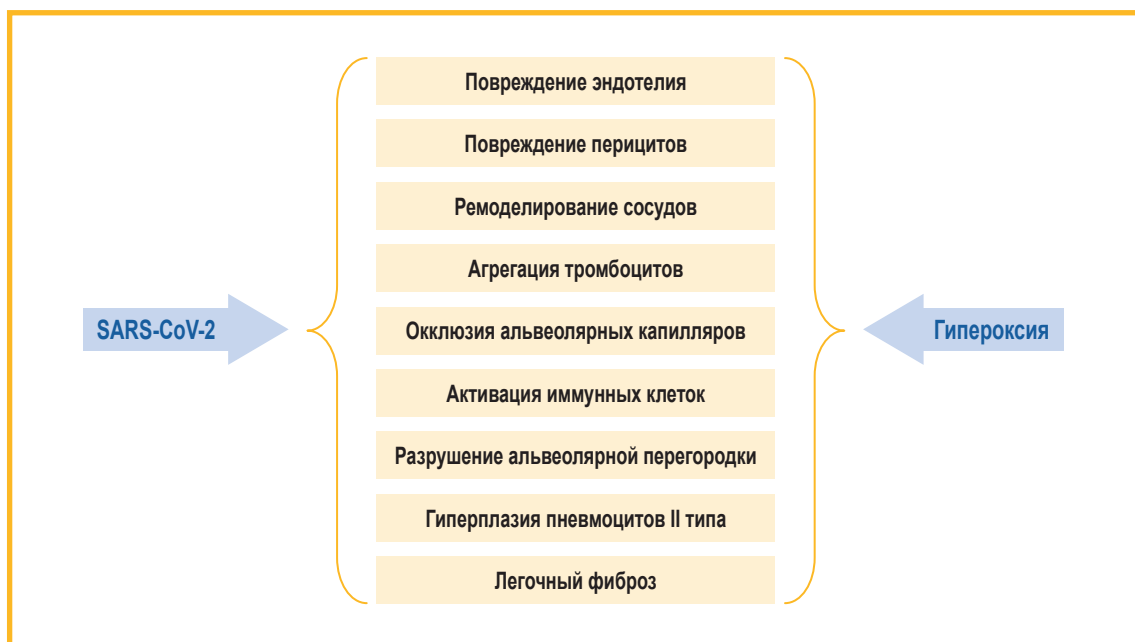 Повреждение эндотелия
Повреждение перицитов
Ремоделирование сосудов
Агрегация тромбоцитов
SARS-CoV-2
Окклюзия альвеолярных капилляров
Гипероксия
Активация иммунных клеток
Разрушение альвеолярной перегородки
Гиперплазия пневмоцитов II типа
Легочный фиброз